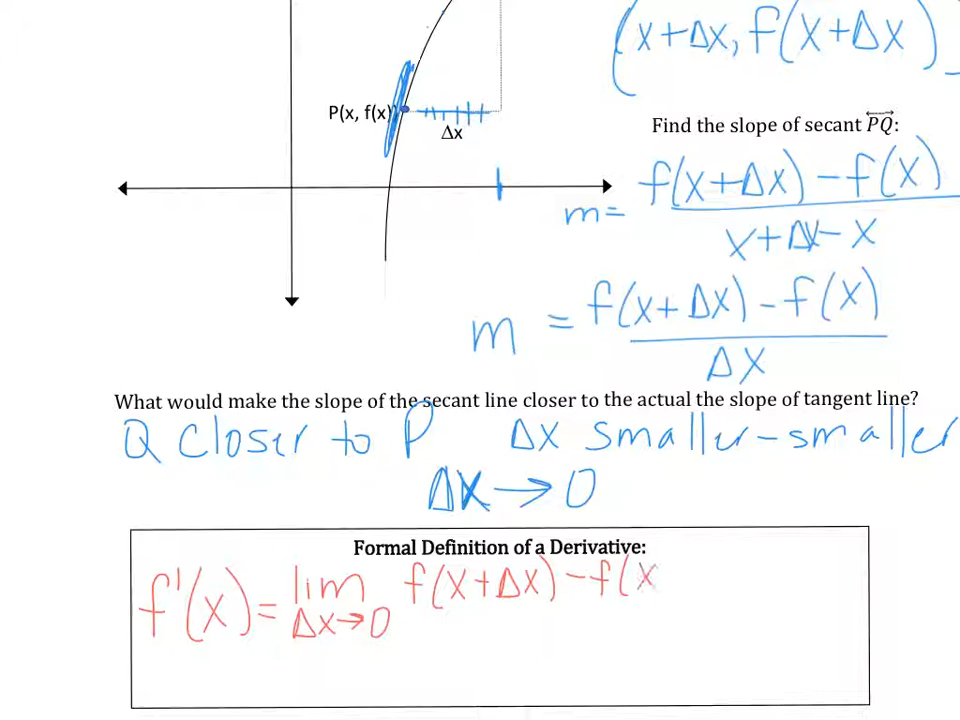 (x+Δx, f(x+Δx)
P(x, f(x)
Δx
Find the slope of secant PQ:
m= f(x+Δx) - f(x)
x+Δx-x
m = f(x+Δx) - f(x)
Δx
What would make the slope of the secant line closer to the actual the slope of tangent line?
Q closer to P Δx smaller-smaller
Δx → 0
Formal Definition of a Derivative:
f'(x) = lim f(x+Δx) - f(x
Δx→0